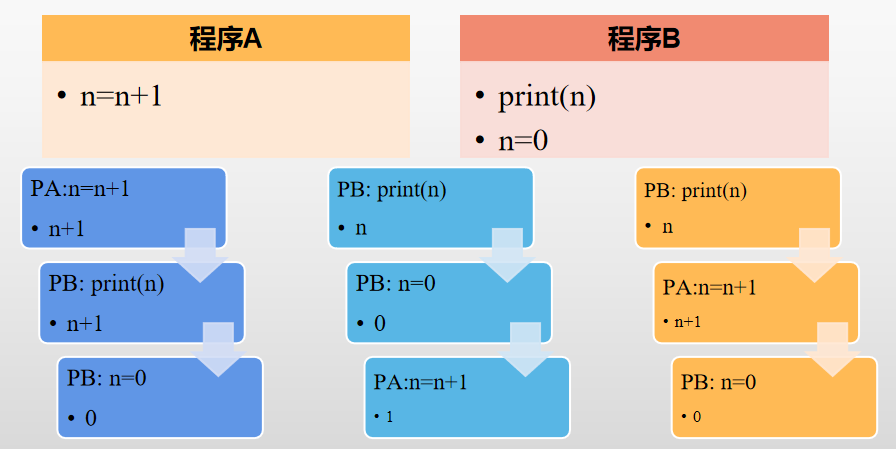 程序A
• n=n+1
程序B
• print(n)
• n=0
PA:n=n+1
• n+1
PB: print(n)
• n+1
PB: n=0
• 0
PB: print(n)
• n
PB: n=0
• 0
PA:n=n+1
• 1
PB: print(n)
• n
PA:n=n+1
• n+1
PB: n=0
• 0